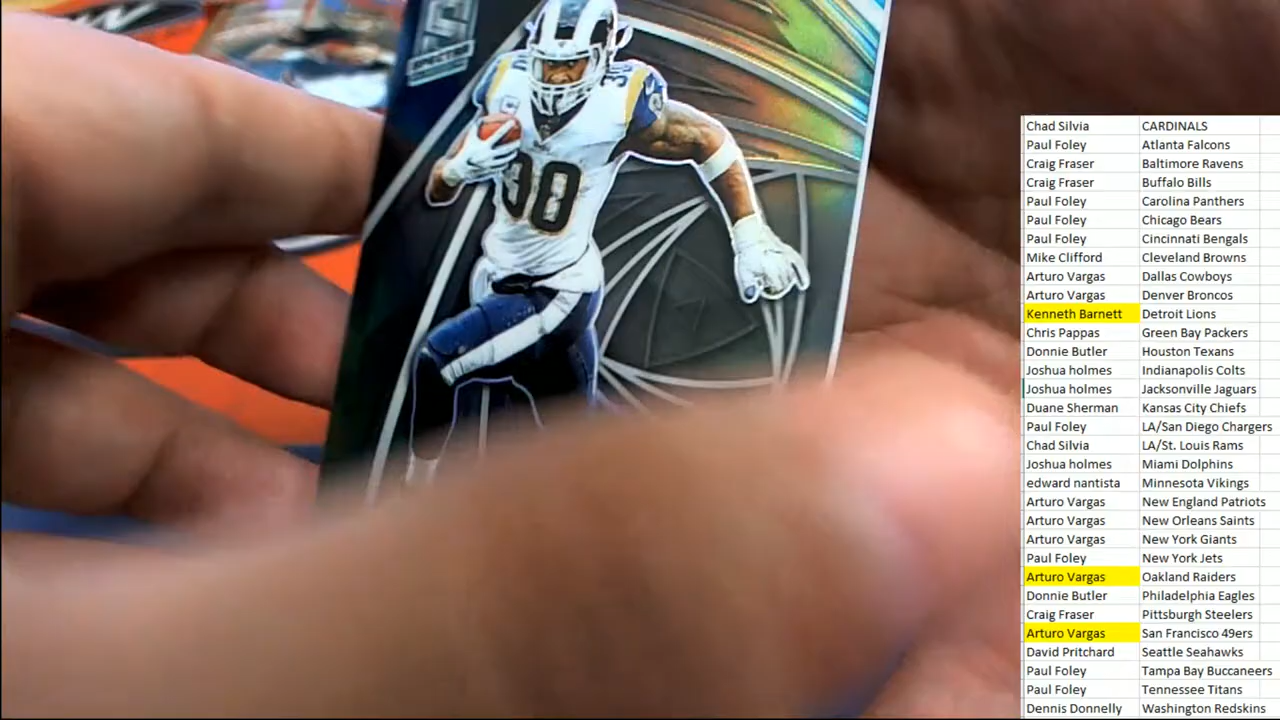 30
30
Chad Silvia CARDINALS
Paul Foley Atlanta Falcons
Craig Fraser Baltimore Ravens
Craig Fraser Buffalo Bills
Paul Foley Carolina Panthers
Paul Foley Chicago Bears
Paul Foley Cincinnati Bengals
Mike Clifford Cleveland Browns
Arturo Vargas Dallas Cowboys
Arturo Vargas Denver Broncos
Kenneth Barnett Detroit Lions
Chris Pappas Green Bay Packers
Donnie Butler Houston Texans
Joshua holmes Indianapolis Colts
Joshua holmes Jacksonville Jaguars
Duane Sherman Kansas City Chiefs
Paul Foley LA/San Diego Chargers
Chad Silvia LA/St. Louis Rams
Joshua holmes Miami Dolphins
edward nantista Minnesota Vikings
Arturo Vargas New England Patriots
Arturo Vargas New Orleans Saints
Arturo Vargas New York Giants
Paul Foley New York Jets
Arturo Vargas Oakland Raiders
Donnie Butler Philadelphia Eagles
Craig Fraser Pittsburgh Steelers
Arturo Vargas San Francisco 49ers
David Pritchard Seattle Seahawks
Paul Foley Tampa Bay Buccaneers
Paul Foley Tennessee Titans
Dennis Donnelly Washington Redskins